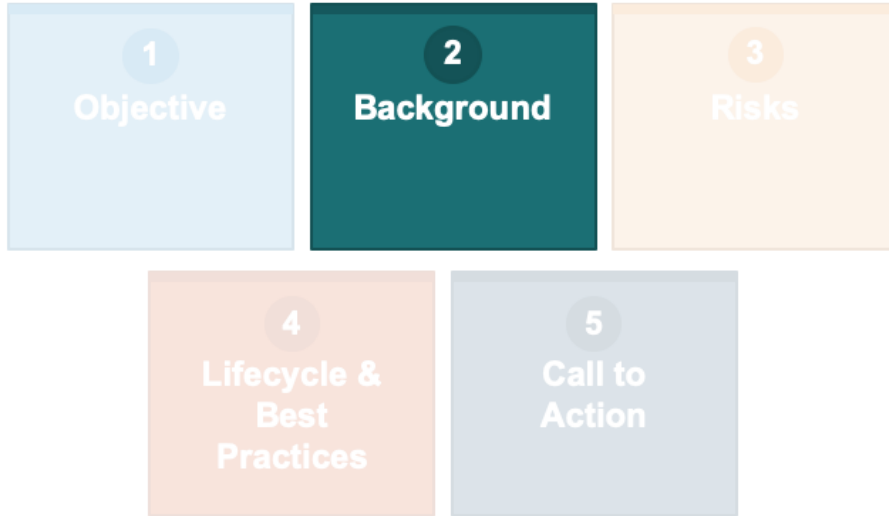 1
Objective
2
Background
3
Risks
4
Lifecycle &
Best
Practices
5
Call to
Action